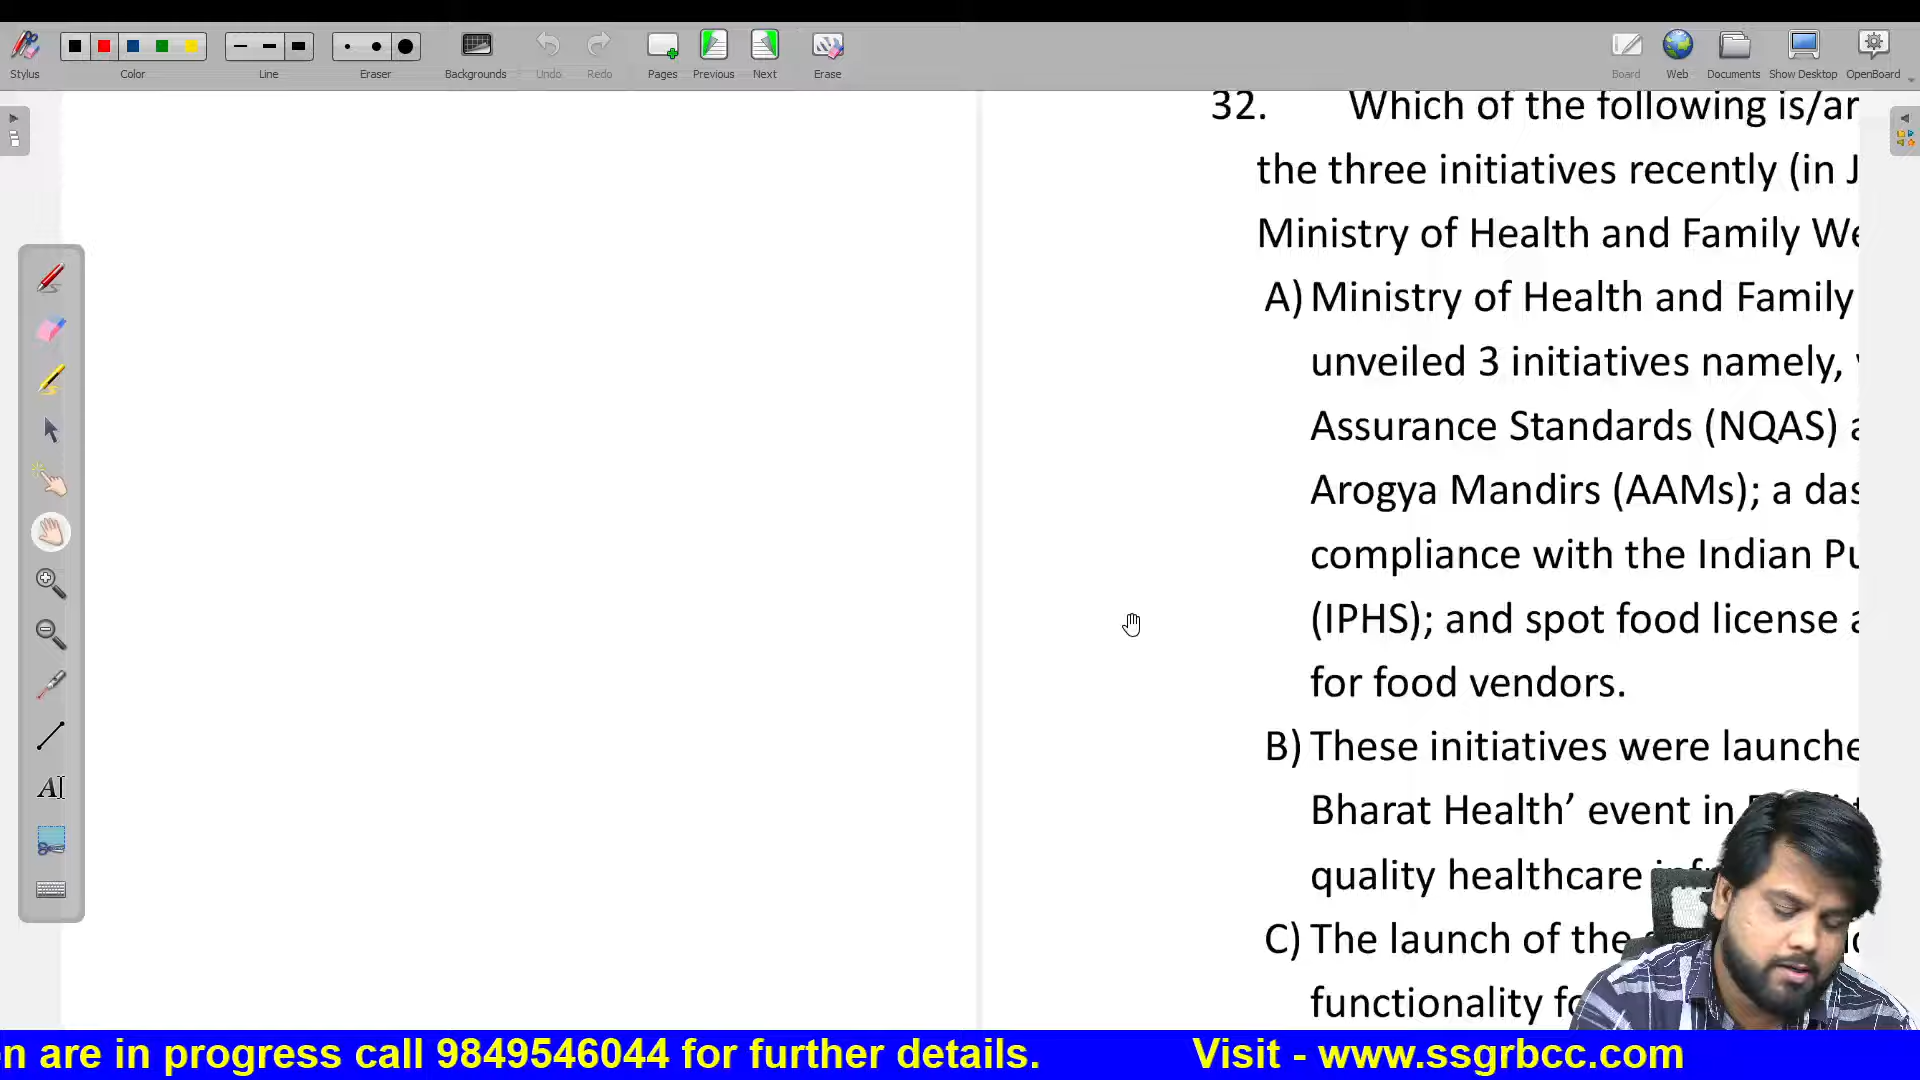 Stylus
Color
Line
Eraser
Backgrounds
Undo
Redo
Pages
Previous
Next
Erase
Board
Web
Documents
Show Desktop
OpenBoard
32. Which of the following is/ar
the three initiatives recently (in J
Ministry of Health and Family We
A) Ministry of Health and Family
unveiled 3 initiatives namely,
Assurance Standards (NQAS) a
Arogya Mandirs (AAMs); a das
compliance with the Indian Pu
(IPHS); and spot food license a
for food vendors.
B) These initiatives were launche
Bharat Health’ event in
quality healthcare
C) The launch of the
functionality fo
n are in progress call 9849546044 for further details.
Visit - www.ssgrbcc.com